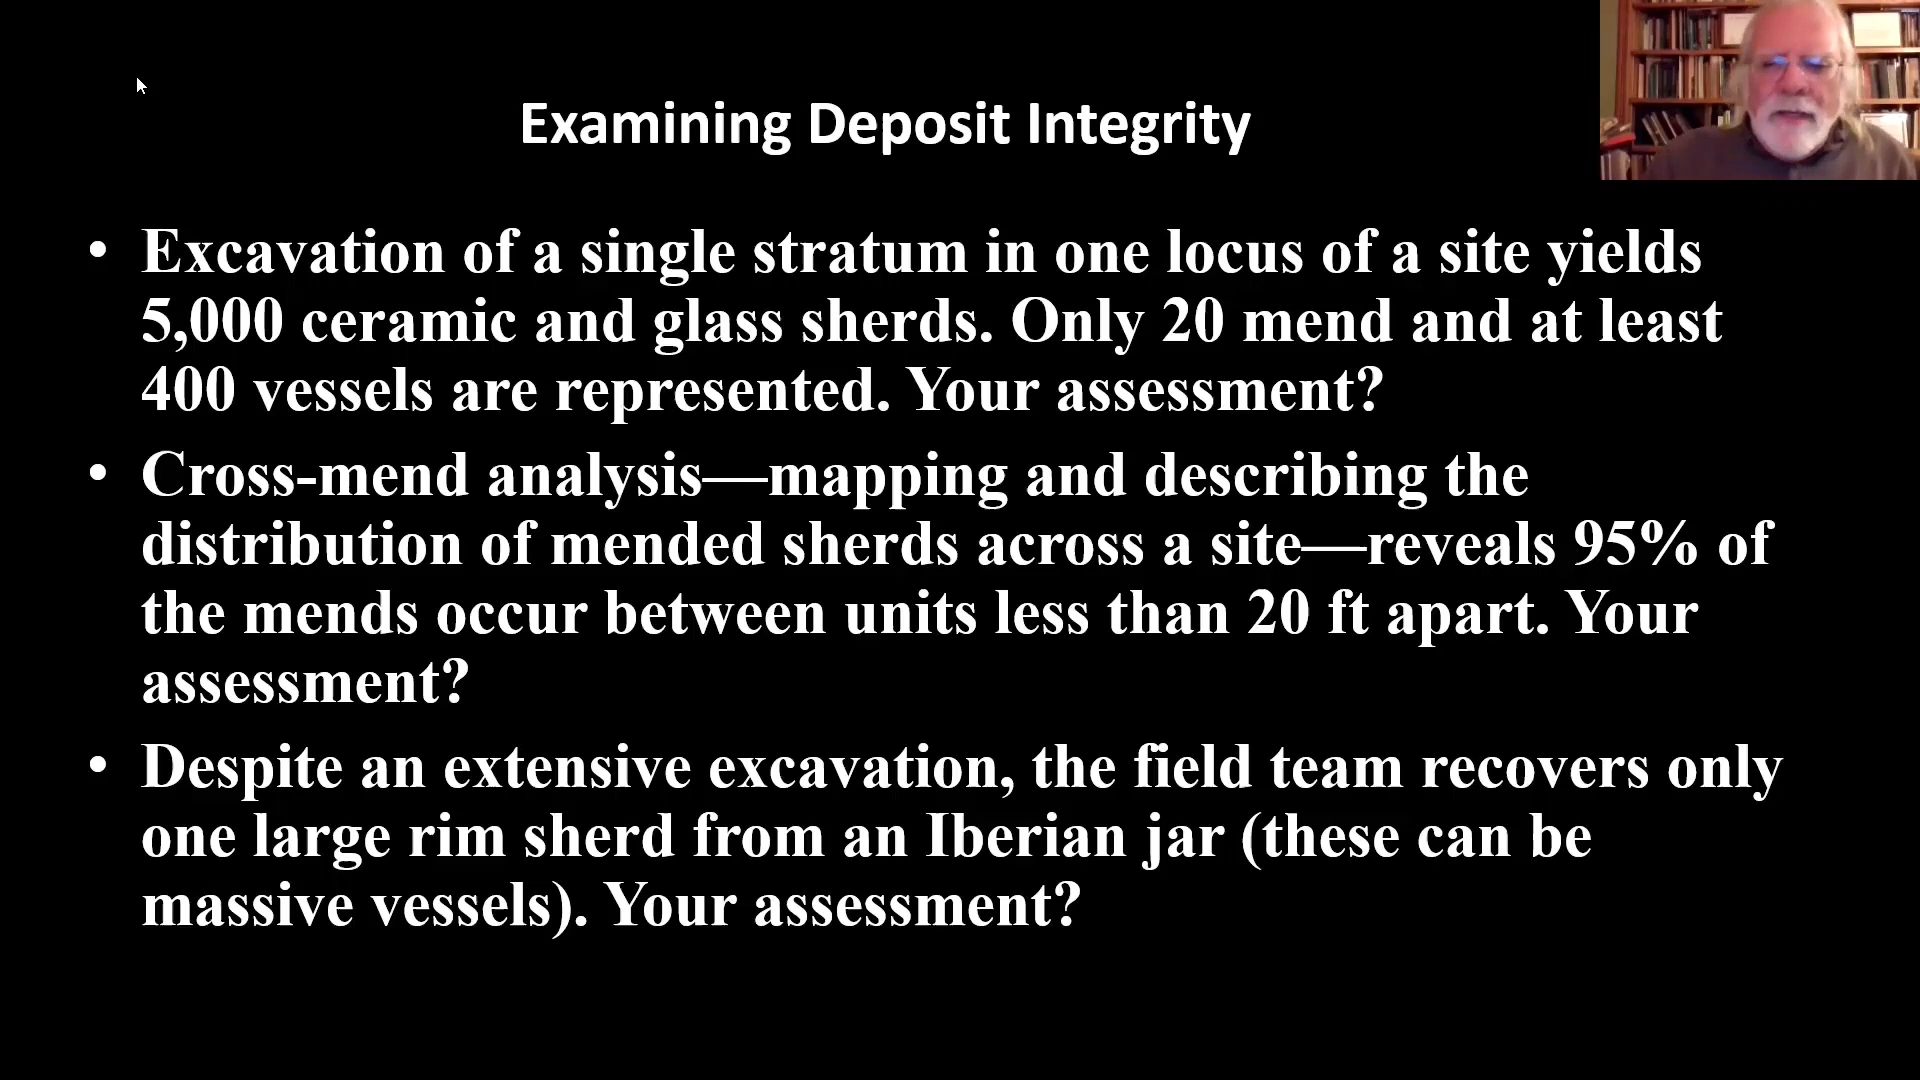 Examining Deposit Integrity
• Excavation of a single stratum in one locus of a site yields
5,000 ceramic and glass sherds. Only 20 mend and at least
400 vessels are represented. Your assessment?
• Cross-mend analysis—mapping and describing the
distribution of mended sherds across a site—reveals 95% of
the mends occur between units less than 20 ft apart. Your
assessment?
• Despite an extensive excavation, the field team recovers only
one large rim sherd from an Iberian jar (these can be
massive vessels). Your assessment?